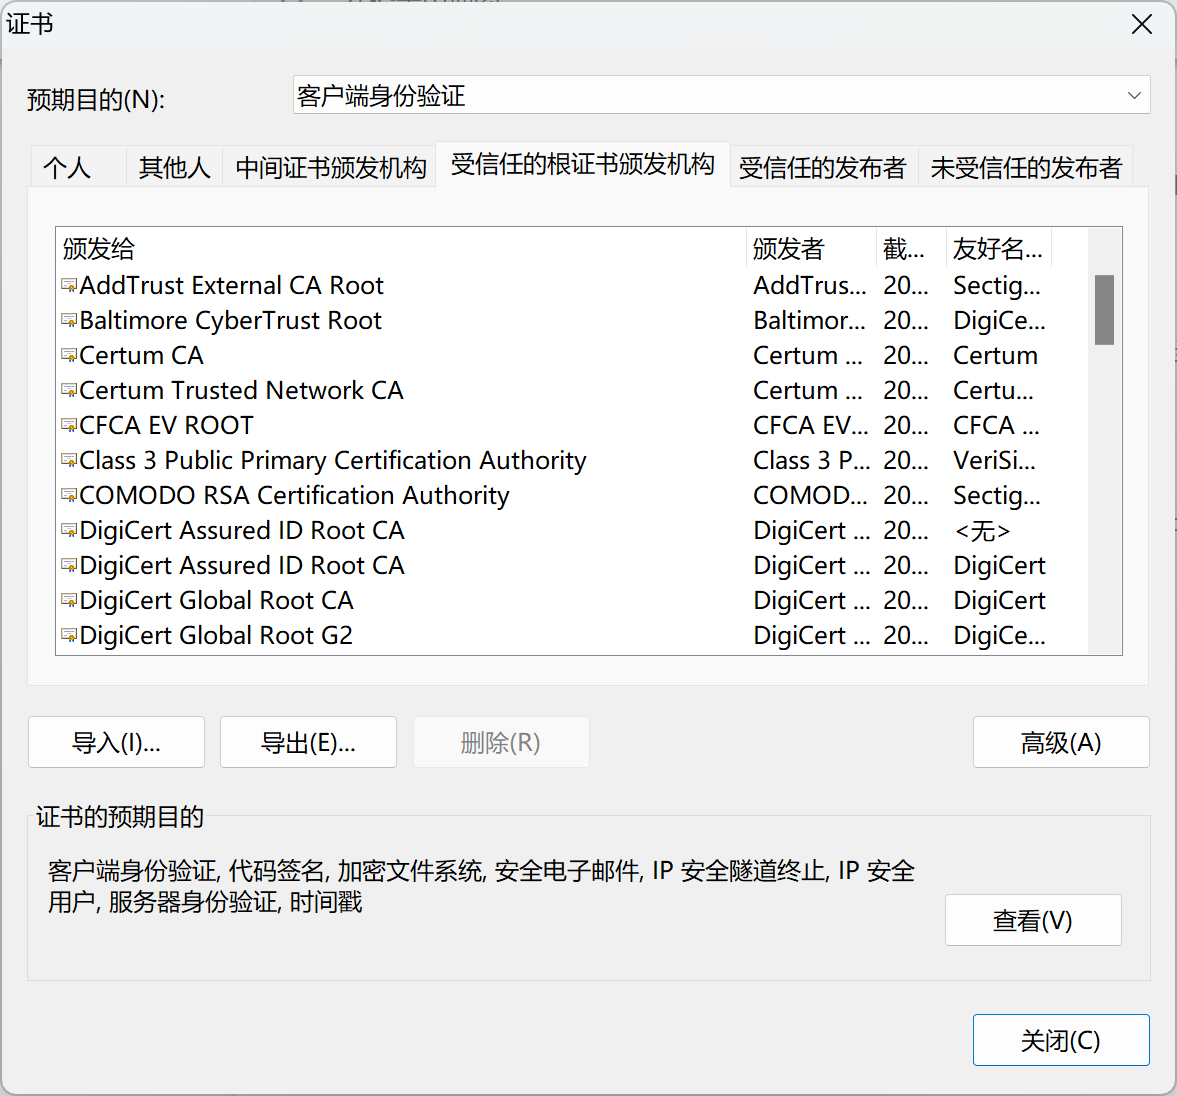 证书
预期目的(N):
客户端身份验证
个人
其他人
中间证书颁发机构
受信任的根证书颁发机构
受信任的发布者
未受信任的发布者
颁发给 颁发者 截... 友好名...
AddTrust External CA Root AddTrus... 20... Sectig...
Baltimore CyberTrust Root Baltimor... 20... DigiCe...
Certum CA Certum ... 20... Certum
Certum Trusted Network CA Certum ... 20... Certu...
CFCA EV ROOT CFCA EV... 20... CFCA ...
Class 3 Public Primary Certification Authority Class 3 P... 20... VeriSi...
COMODO RSA Certification Authority COMOD... 20... Sectig...
DigiCert Assured ID Root CA DigiCert ... 20... <无>
DigiCert Assured ID Root CA DigiCert ... 20... DigiCert
DigiCert Global Root CA DigiCert ... 20... DigiCert
DigiCert Global Root G2 DigiCert ... 20... DigiCe...
导入(I)...
导出(E)...
删除(R)
高级(A)
证书的预期目的
客户端身份验证, 代码签名, 加密文件系统, 安全电子邮件, IP 安全隧道终止, IP 安全
用户, 服务器身份验证, 时间戳
查看(V)
关闭(C)